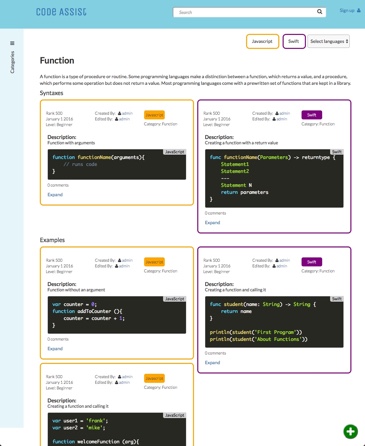 CODE ASSIST
Search
Sign up
Categories
Javascript
Swift
Select languages
Function
A function is a type of procedure or routine. Some programming languages make a distinction between a function, which returns a value, and a procedure,
which performs some operation but does not return a value. Most programming languages come with a prewritten set of functions that are kept in a library.
Syntaxes
Rank 500
January 1 2016
Level: Beginner
Created By: admin
Edited By: admin
Javascript
Category: Function
Description:
Function with arguments
JavaScript
function functionName(arguments){
// runs code
}
0 comments
Expand
Rank 500
January 1 2016
Level: Beginner
Created By: admin
Edited By: admin
Swift
Category: Function
Description:
Creating a function with a return value
Swift
func functionName(Parameters) -> returntype {
Statement1
Statement2
---
Statement N
return parameters
}
0 comments
Expand
Examples
Rank 500
January 1 2016
Level: Beginner
Created By: admin
Edited By: admin
Javascript
Category: Function
Description:
Function without an argument
JavaScript
var counter = 0;
function addToCounter (){
counter = counter + 1;
}
0 comments
Expand
Rank 500
January 1 2016
Level: Beginner
Created By: admin
Edited By: admin
Swift
Category: Function
Description:
Creating a function and calling it
Swift
func student(name: String) -> String {
return name
}
println(student("First Program"))
println(student("About Functions"))
0 comments
Expand
Rank 500
January 1 2016
Level: Beginner
Created By: admin
Edited By: admin
Javascript
Category: Function
Description:
Creating a function and calling it
JavaScript
var user1 = 'frank';
var user2 = 'mike';
function welcomeFunction (arg){